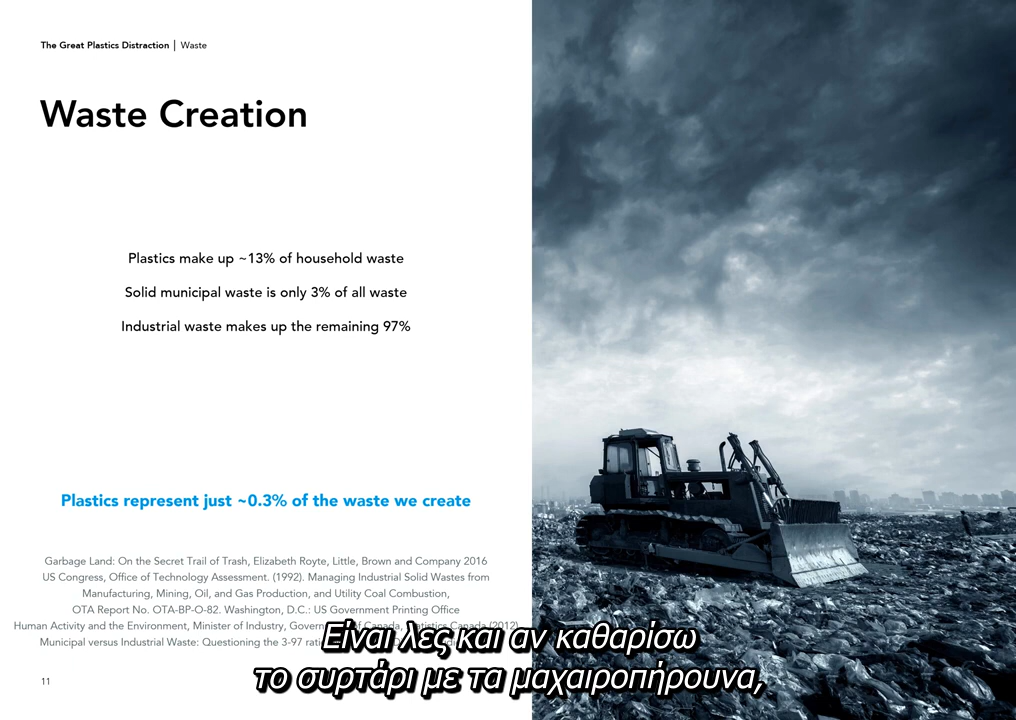 The Great Plastics Distraction | Waste
Waste Creation
Plastics make up ~13% of household waste
Solid municipal waste is only 3% of all waste
Industrial waste makes up the remaining 97%
Plastics represent just ~0.3% of the waste we create
Garbage Land: On the Secret Trail of Trash, Elizabeth Royte, Little, Brown and Company 2016
US Congress, Office of Technology Assessment. (1992). Managing Industrial Solid Wastes from
Manufacturing, Mining, Oil, and Gas Production, and Utility Coal Combustion,
OTA Report No. OTA-BP-O-82. Washington, D.C.: US Government Printing Office
Human Activity and the Environment, Minister of Industry, Government of Canada, Statistics Canada (2012)
Municipal versus Industrial Waste: Questioning the 3-97
Είναι λες και αν καθαρίσω
το συρτάρι με τα μαχαιροπήρουνα,
11